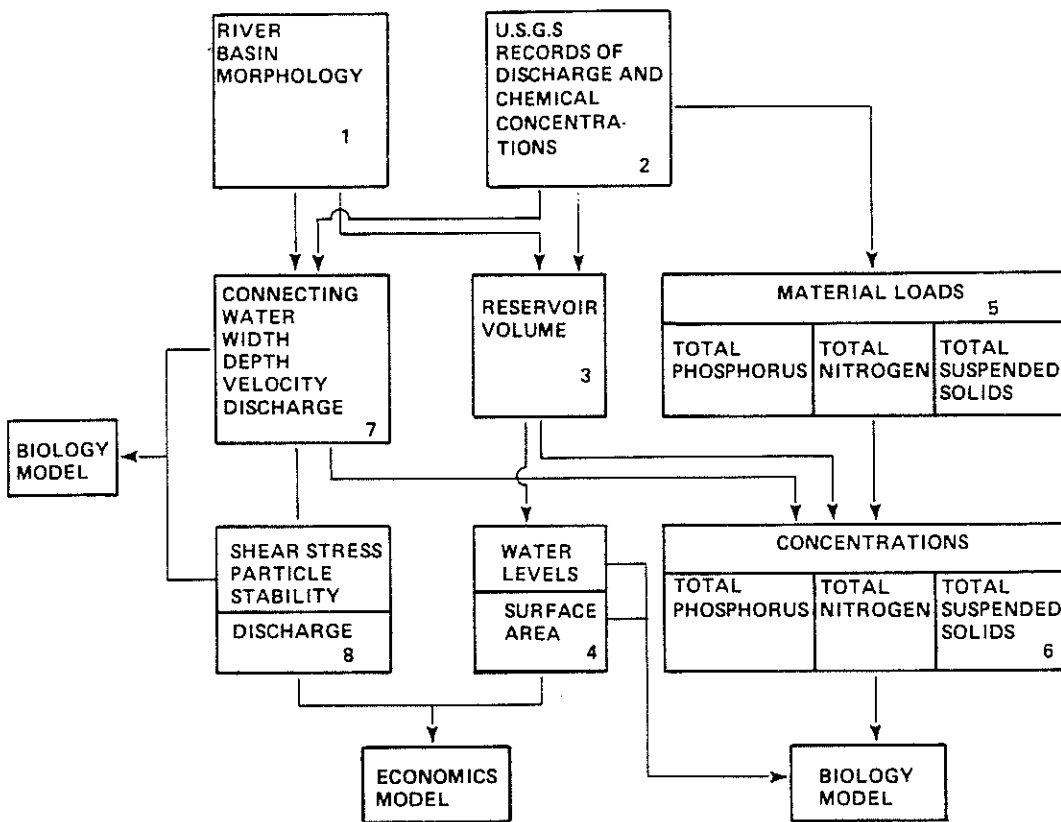 RIVER
BASIN
MORPHOLOGY
1
U.S.G.S
RECORDS OF
DISCHARGE AND
CHEMICAL
CONCENTRA-
TIONS
2
CONNECTING
WATER
WIDTH
DEPTH
VELOCITY
DISCHARGE
7
RESERVOIR
VOLUME
3
MATERIAL LOADS
5
TOTAL
PHOSPHORUS
TOTAL
NITROGEN
TOTAL
SUSPENDED
SOLIDS
BIOLOGY
MODEL
SHEAR STRESS
PARTICLE
STABILITY
DISCHARGE
8
WATER
LEVELS
SURFACE
AREA
4
CONCENTRATIONS
TOTAL
PHOSPHORUS
TOTAL
NITROGEN
TOTAL
SUSPENDED
SOLIDS
6
ECONOMICS
MODEL
BIOLOGY
MODEL